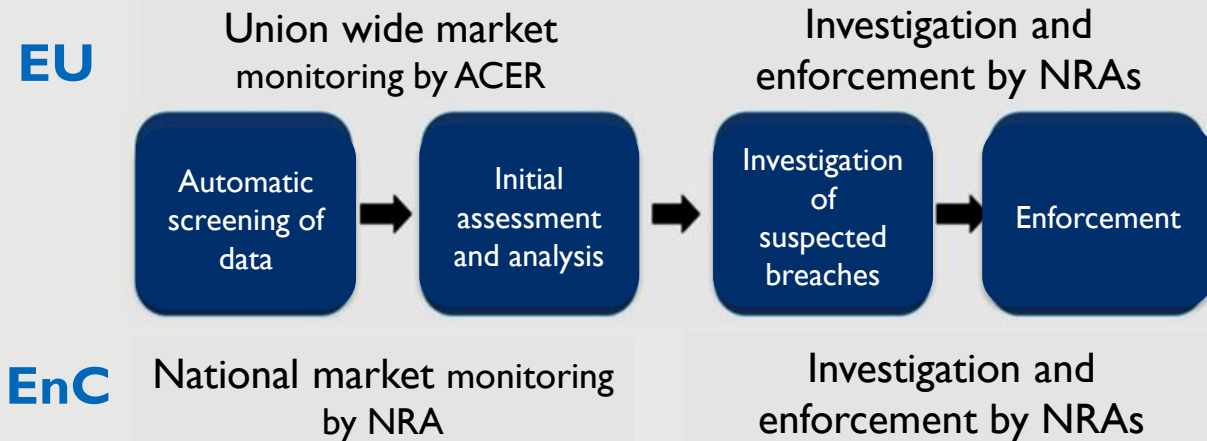 EU
Union wide market
monitoring by ACER
Investigation and
enforcement by NRAs
Automatic
screening of
data
Initial
assessment
and analysis
Investigation
of
suspected
breaches
Enforcement
EnC
National market monitoring
by NRA
Investigation and
enforcement by NRAs